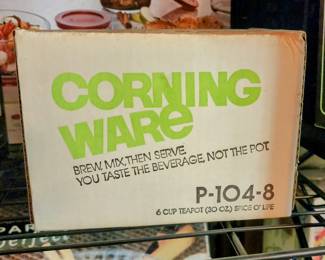 CORNING
WARE
BREW, MIX, THEN SERVE.
YOU TASTE THE BEVERAGE, NOT THE POT.
P-104-8
6 CUP TEAPOT (30 OZ.) SPICE O' LIFE